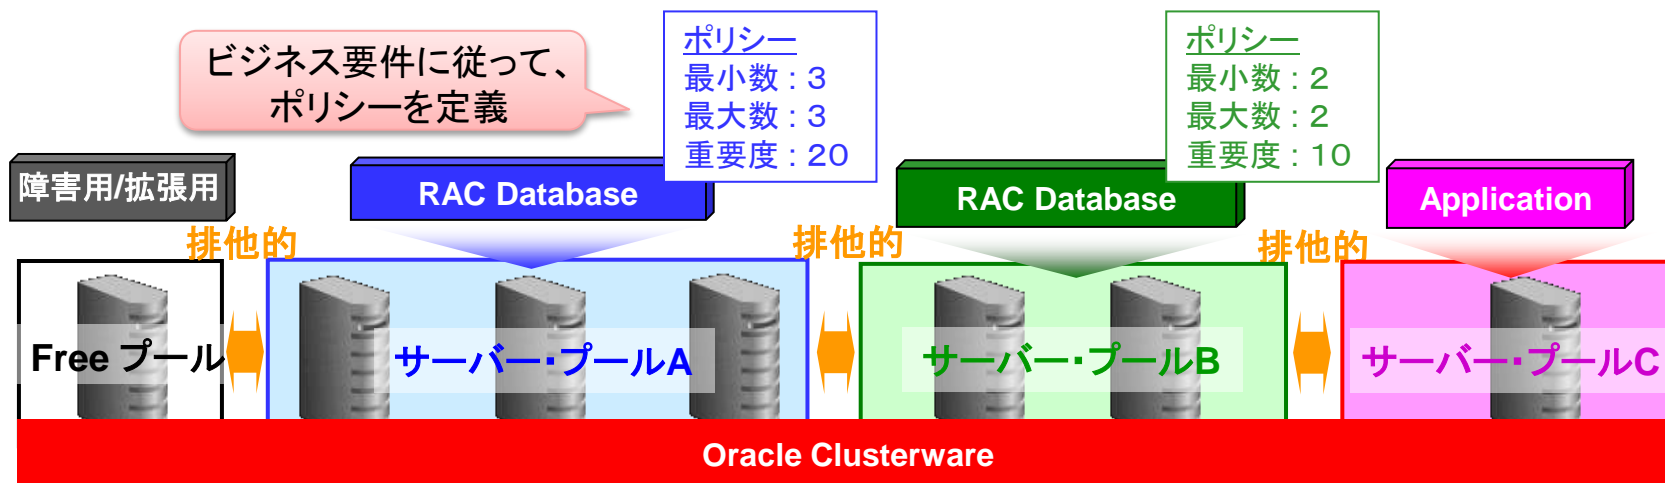 ビジネス要件に従って、
ポリシーを定義
ポリシー
最小数 : 3
最大数 : 3
重要度 : 20
ポリシー
最小数 : 2
最大数 : 2
重要度 : 10
障害用/拡張用
RAC Database
RAC Database
Application
排他的
排他的
排他的
Free プール
サーバー・プールA
サーバー・プールB
サーバー・プールC
Oracle Clusterware